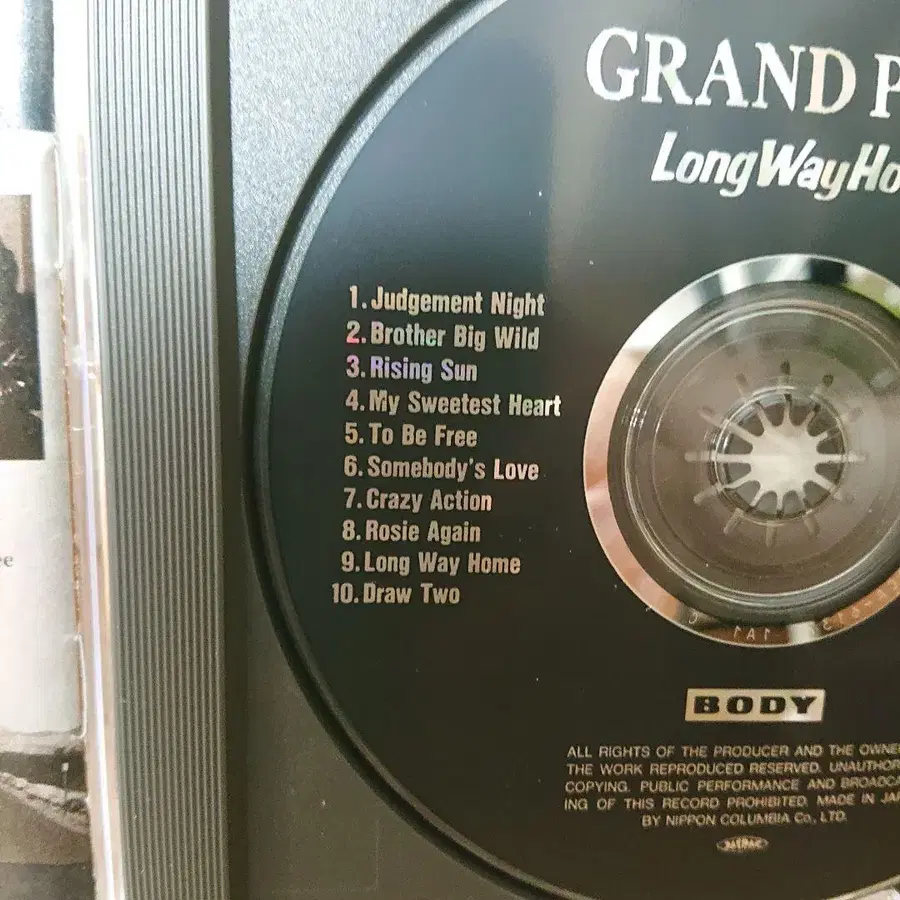 GRAND P
LongWayHo
1. Judgement Night
2. Brother Big Wild
3. Rising Sun
4. My Sweetest Heart
5. To Be Free
6. Somebody's Love
7. Crazy Action
8. Rosie Again
9. Long Way Home
10. Draw Two
BODY
ALL RIGHTS OF THE PRODUCER AND THE OWNE
THE WORK REPRODUCED RESERVED. UNAUTHOR
COPYING. PUBLIC PERFORMANCE AND BROADCA
ING OF THIS RECORD PROHIBITED. MADE IN JA
BY NIPPON COLUMBIA Co., LTD.
JASRAC